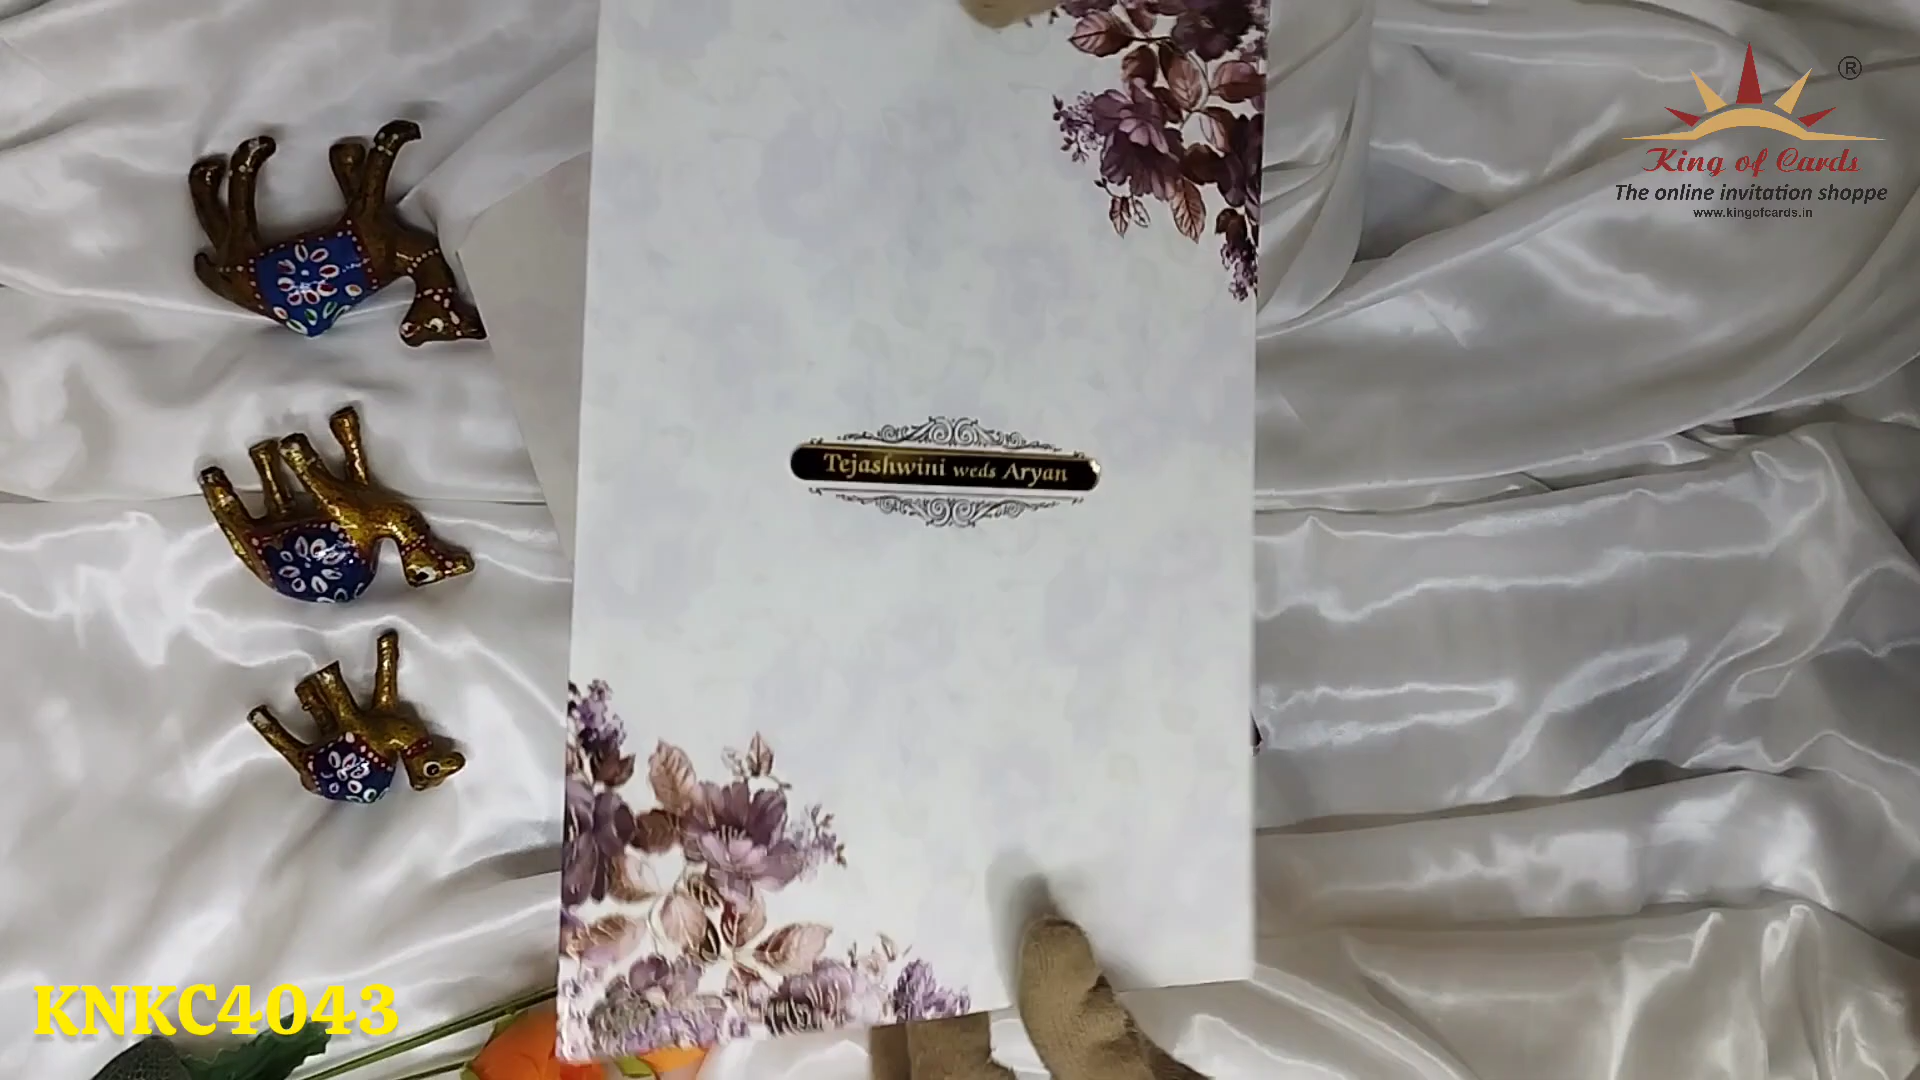 ®
King of Cards
The online invitation shoppe
www.kingofcards.in
Tejashwini weds Aryan
KNKC4043